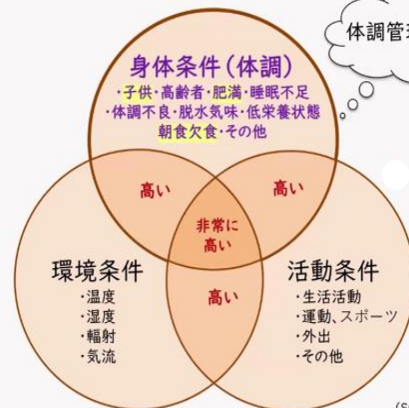 体調管理
身体条件(体調)
・子供・高齢者・肥満・睡眠不足
・体調不良・脱水気味・低栄養状態
朝食欠食・その他
高い
高い
非常に
高い
環境条件
・温度
・湿度
・輻射
・気流
高い
活動条件
・生活活動
・運動、スポーツ
・外出
・その他